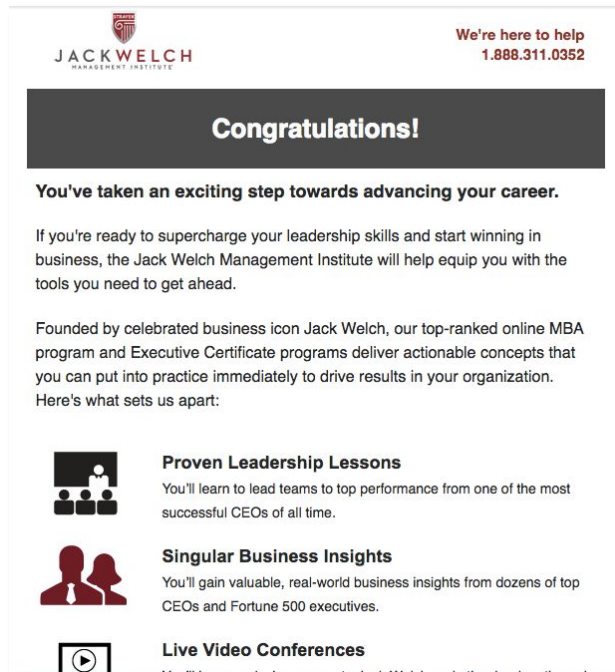 STRAYER
JACKWELCH
MANAGEMENT INSTITUTE
We're here to help
1.888.311.0352
Congratulations!
You've taken an exciting step towards advancing your career.
If you're ready to supercharge your leadership skills and start winning in
business, the Jack Welch Management Institute will help equip you with the
tools you need to get ahead.
Founded by celebrated business icon Jack Welch, our top-ranked online MBA
program and Executive Certificate programs deliver actionable concepts that
you can put into practice immediately to drive results in your organization.
Here's what sets us apart:
Proven Leadership Lessons
You'll learn to lead teams to top performance from one of the most
successful CEOs of all time.
Singular Business Insights
You'll gain valuable, real-world business insights from dozens of top
CEOs and Fortune 500 executives.
Live Video Conferences